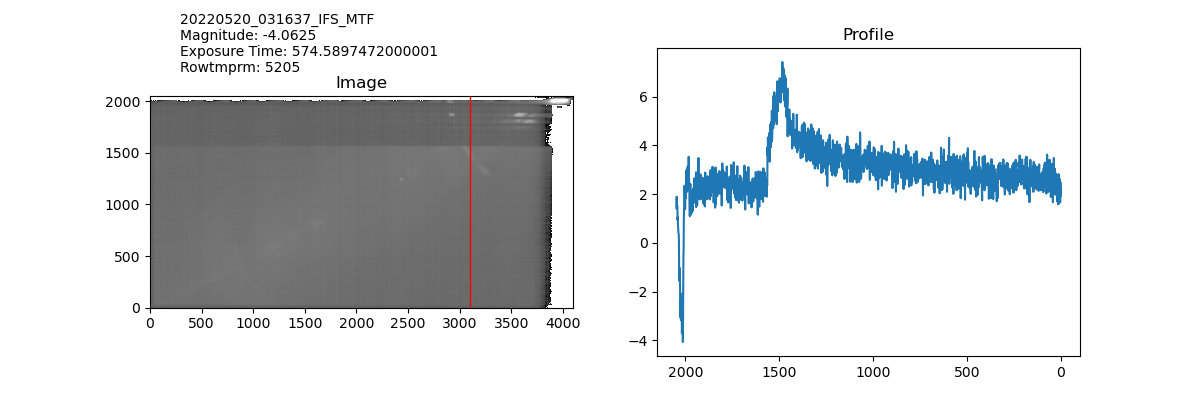 20220520_031637_IFS_MTF
Magnitude: -4.0625
Exposure Time: 574.5897472000001
Rowtmprm: 5205
Image
2000
1500
1000
500
0
0 500 1000 1500 2000 2500 3000 3500 4000
Profile
6
4
2
0
−2
−4
2000 1500 1000 500 0